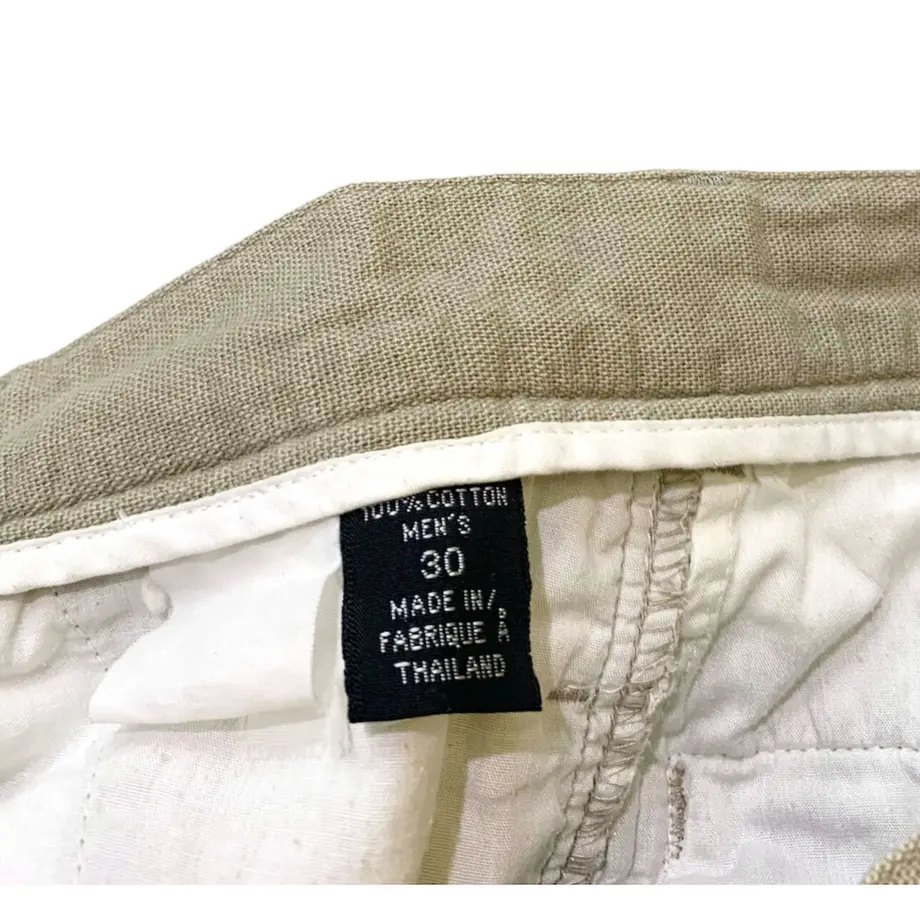 100% COTTON
MEN'S
30
MADE IN/
FABRIQUE À
THAILAND